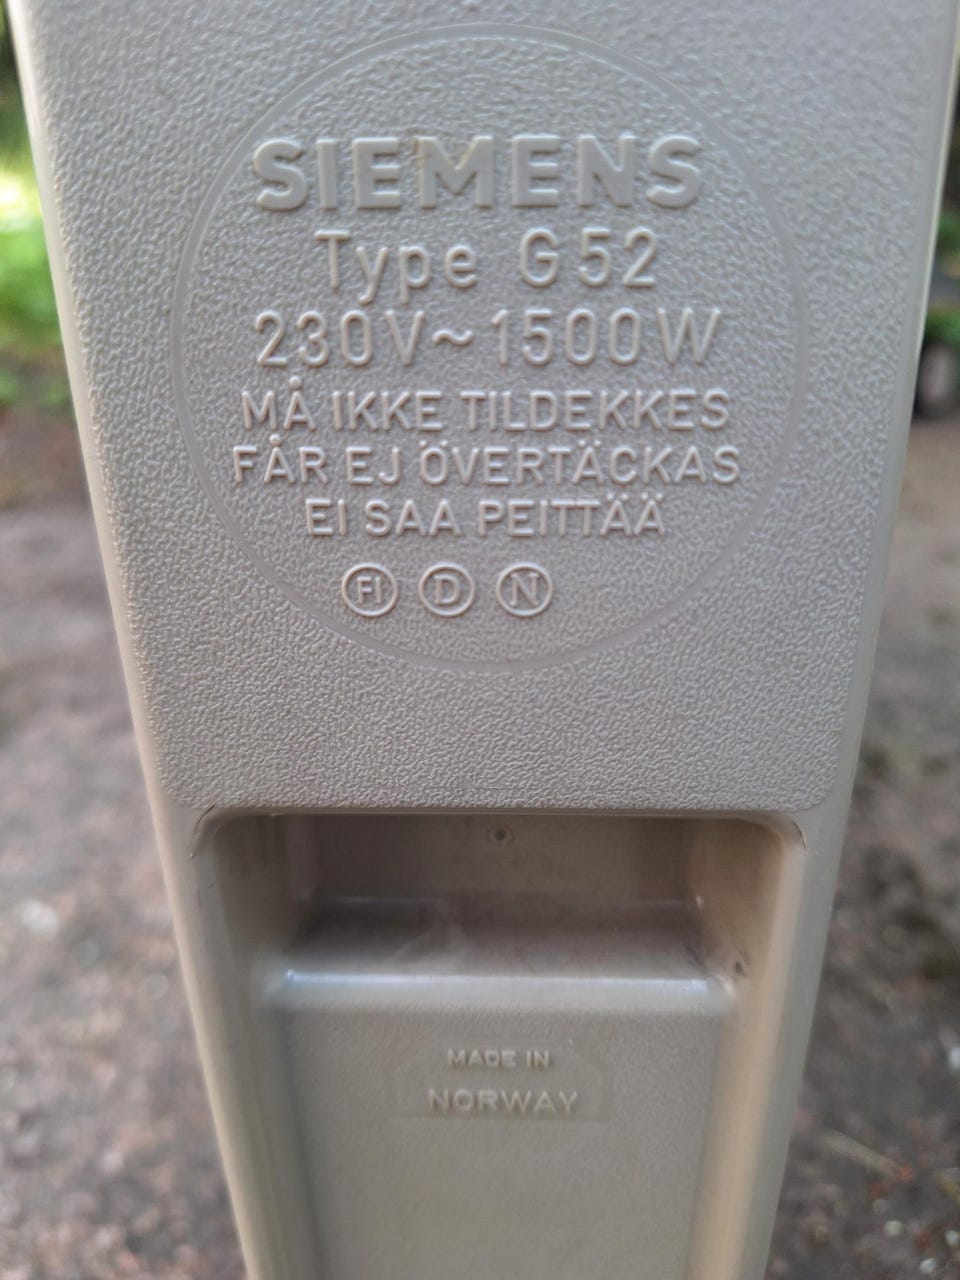 SIEMENS
Type G52
230V~1500W
MÅ IKKE TILDEKKES
FÅR EJ ÖVERTÄCKAS
EI SAA PEITTÄÄ
FI D N
MADE IN
NORWAY